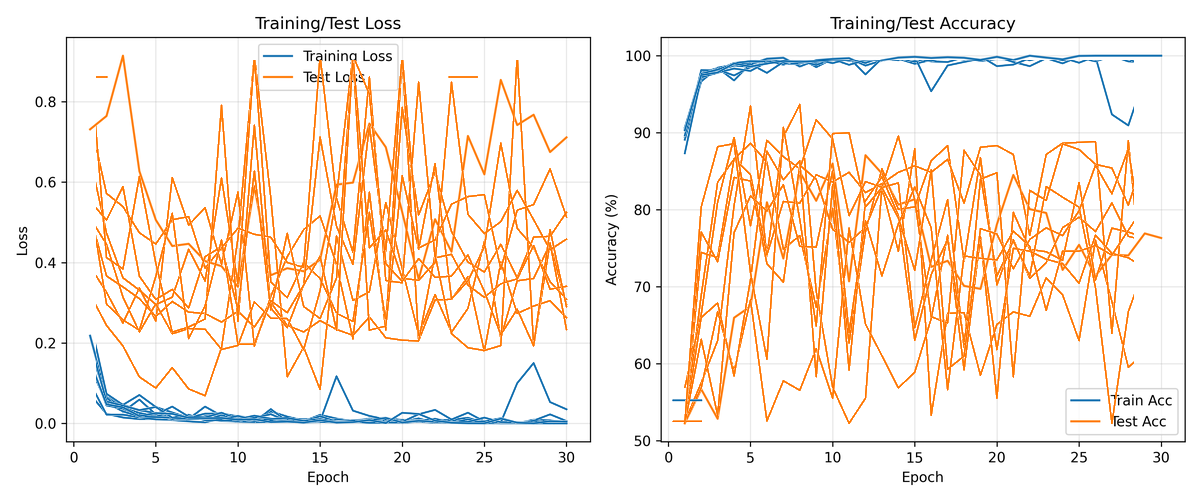 Training/Test Loss
Training Loss
Test Loss
Loss
0.8
0.6
0.4
0.2
0.0
0
5
10
15
20
25
30
Epoch
Training/Test Accuracy
Accuracy (%)
100
90
80
70
60
50
Train Acc
Test Acc
0
5
10
15
20
25
30
Epoch